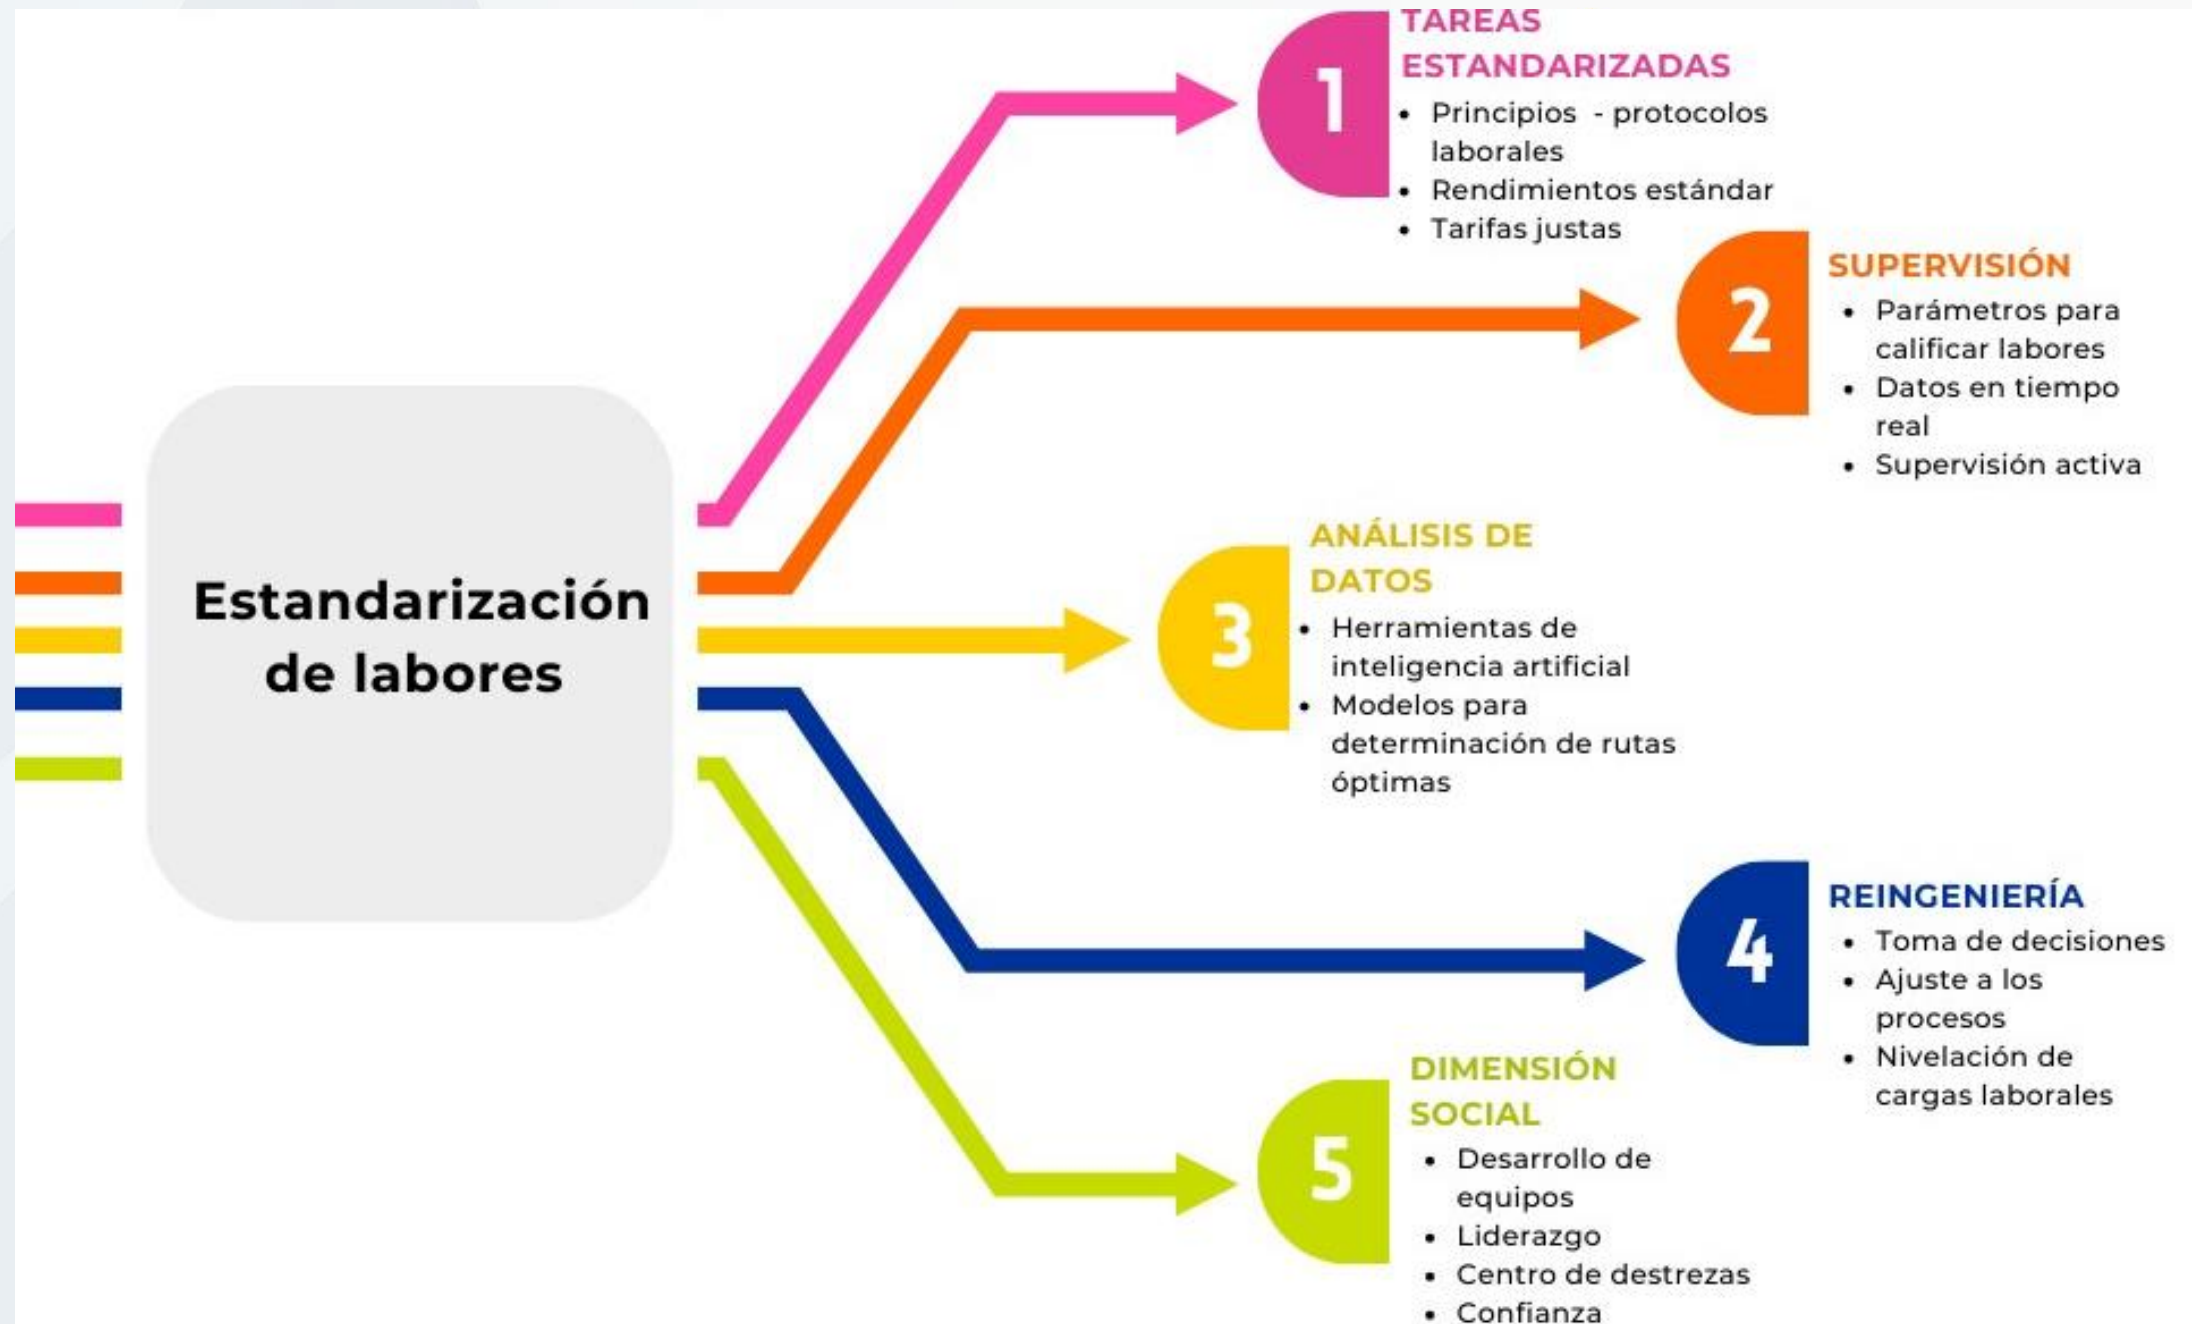 Estandarización
de labores
1
TAREAS
ESTANDARIZADAS
• Principios - protocolos
laborales
• Rendimientos estándar
• Tarifas justas
2
SUPERVISIÓN
• Parámetros para
calificar labores
• Datos en tiempo
real
• Supervisión activa
3
ANÁLISIS DE
DATOS
• Herramientas de
inteligencia artificial
• Modelos para
determinación de rutas
óptimas
4
REINGENIERÍA
• Toma de decisiones
• Ajuste a los
procesos
• Nivelación de
cargas laborales
5
DIMENSIÓN
SOCIAL
• Desarrollo de
equipos
• Liderazgo
• Centro de destrezas
• Confianza